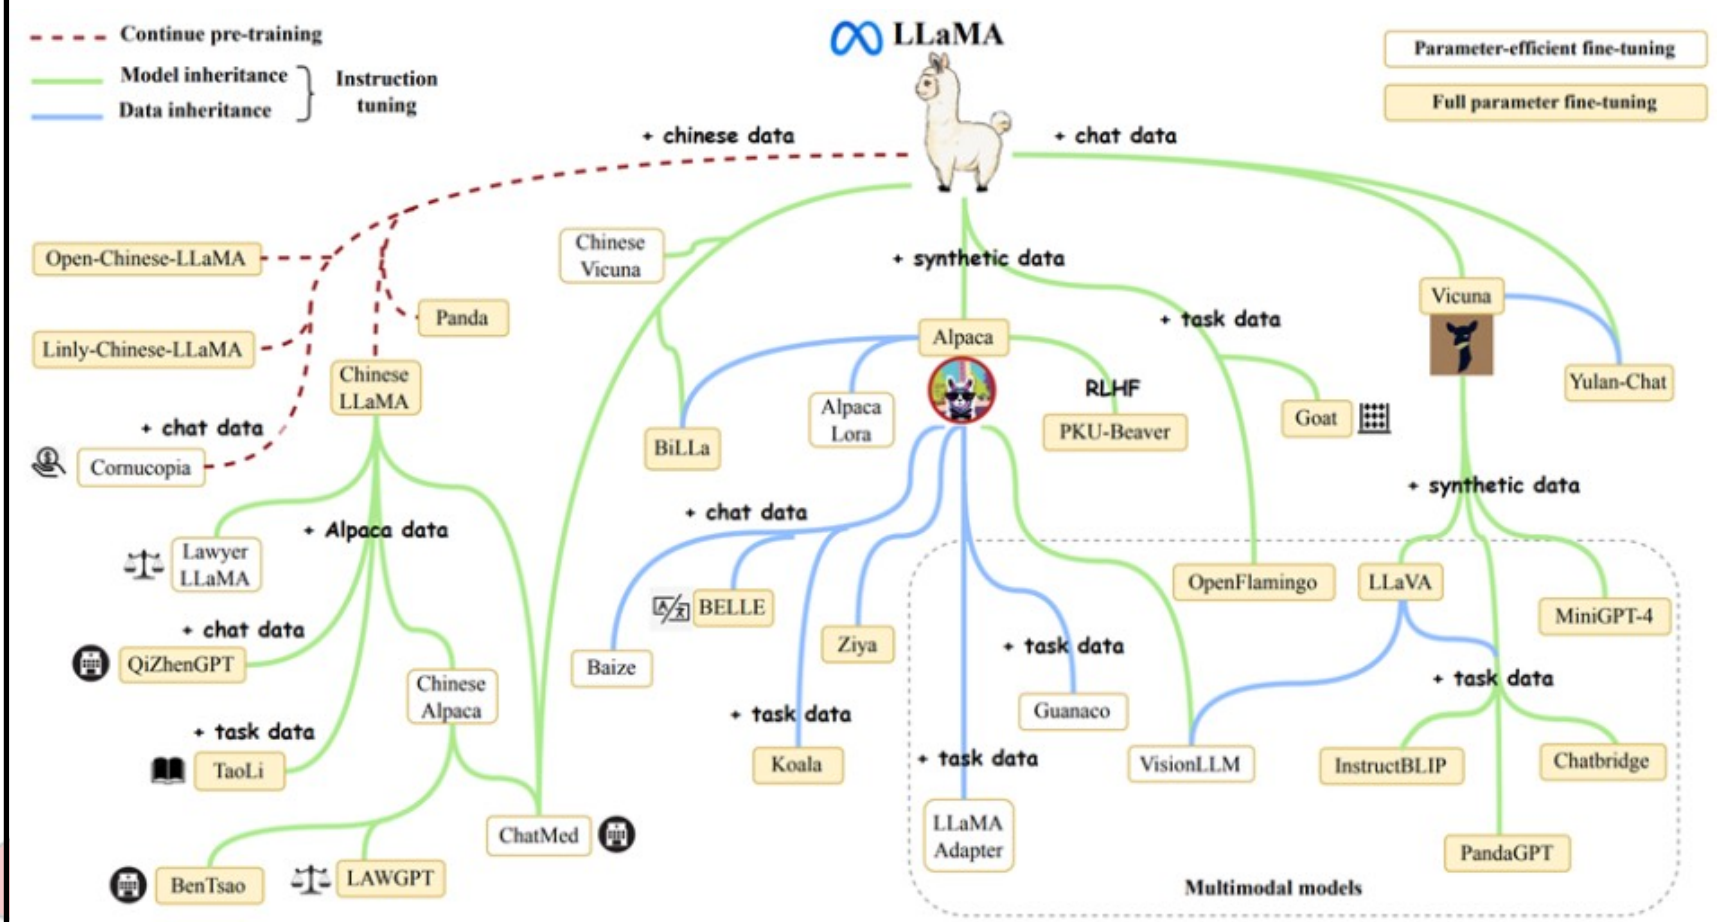 Continue pre-training
Model inheritance
Data inheritance
Instruction
tuning
LLaMA
Parameter-efficient fine-tuning
Full parameter fine-tuning
+ chinese data
+ chat data
Open-Chinese-LLaMA
Linly-Chinese-LLaMA
Panda
Chinese
LLaMA
+ chat data
Cornucopia
Chinese
Vicuna
+ synthetic data
Alpaca
+ task data
Vicuna
Yulan-Chat
Goat
RLHF
PKU-Beaver
Alpaca
Lora
BiLLa
+ Alpaca data
Lawyer
LLaMA
+ chat data
QiZhenGPT
Chinese
Alpaca
+ task data
TaoLi
BenTsao
LAWGPT
ChatMed
+ chat data
Baize
BELLE
Ziya
+ task data
Koala
+ synthetic data
OpenFlamingo
LLaVA
MiniGPT-4
+ task data
Guanaco
+ task data
LLaMA
Adapter
VisionLLM
+ task data
InstructBLIP
Chatbridge
PandaGPT
Multimodal models